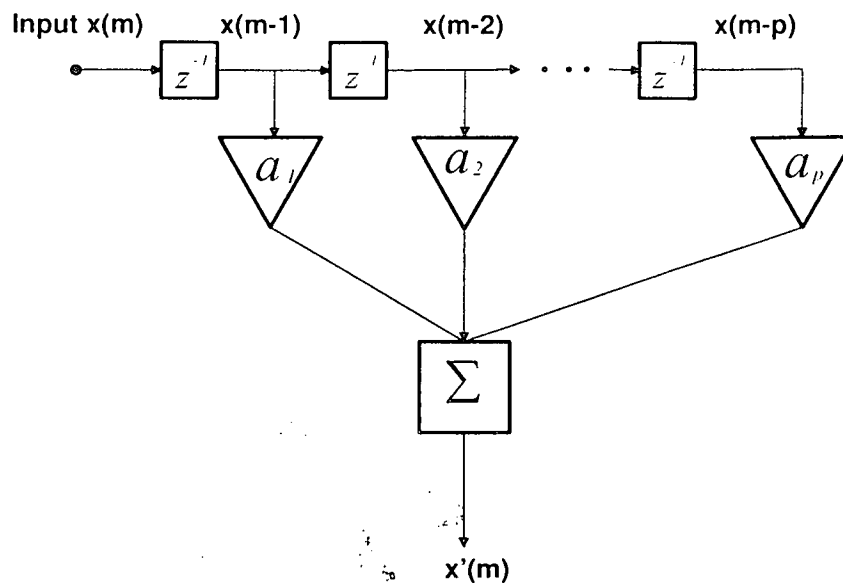 Input x(m) x(m-1) x(m-2) x(m-p)
z⁻¹ z⁻¹ . . . z⁻¹
a₁ a₂ aₚ
Σ
x'(m)